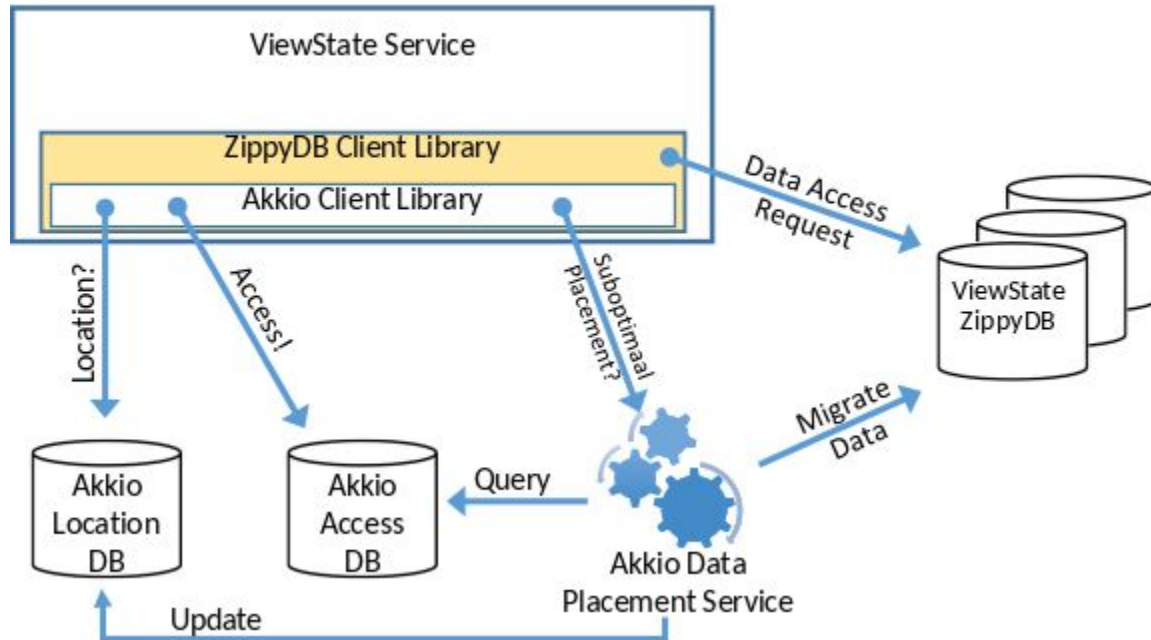 ViewState Service
ZippyDB Client Library
Akkio Client Library
Data Access
Request
Location?
Access!
Suboptimaal
Placement?
ViewState
ZippyDB
Migrate
Data
Akkio
Location
DB
Akkio
Access
DB
Query
Akkio Data
Placement Service
Update